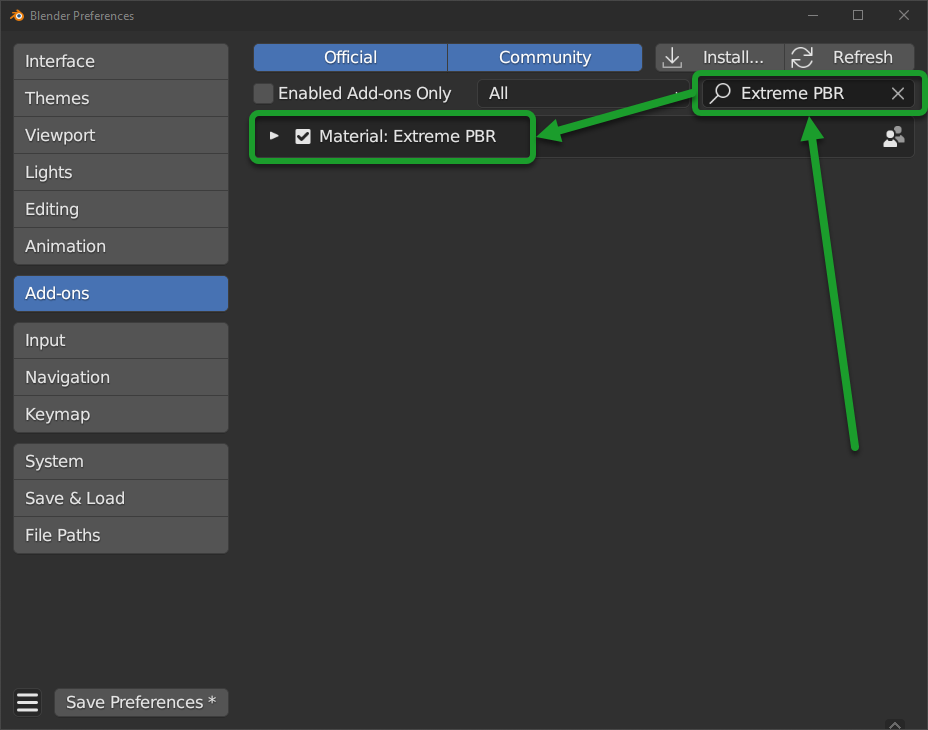 Blender Preferences
Interface
Themes
Viewport
Lights
Editing
Animation
Add-ons
Input
Navigation
Keymap
System
Save & Load
File Paths
Save Preferences *
Official Community Install... Refresh
Enabled Add-ons Only All Extreme PBR
Material: Extreme PBR